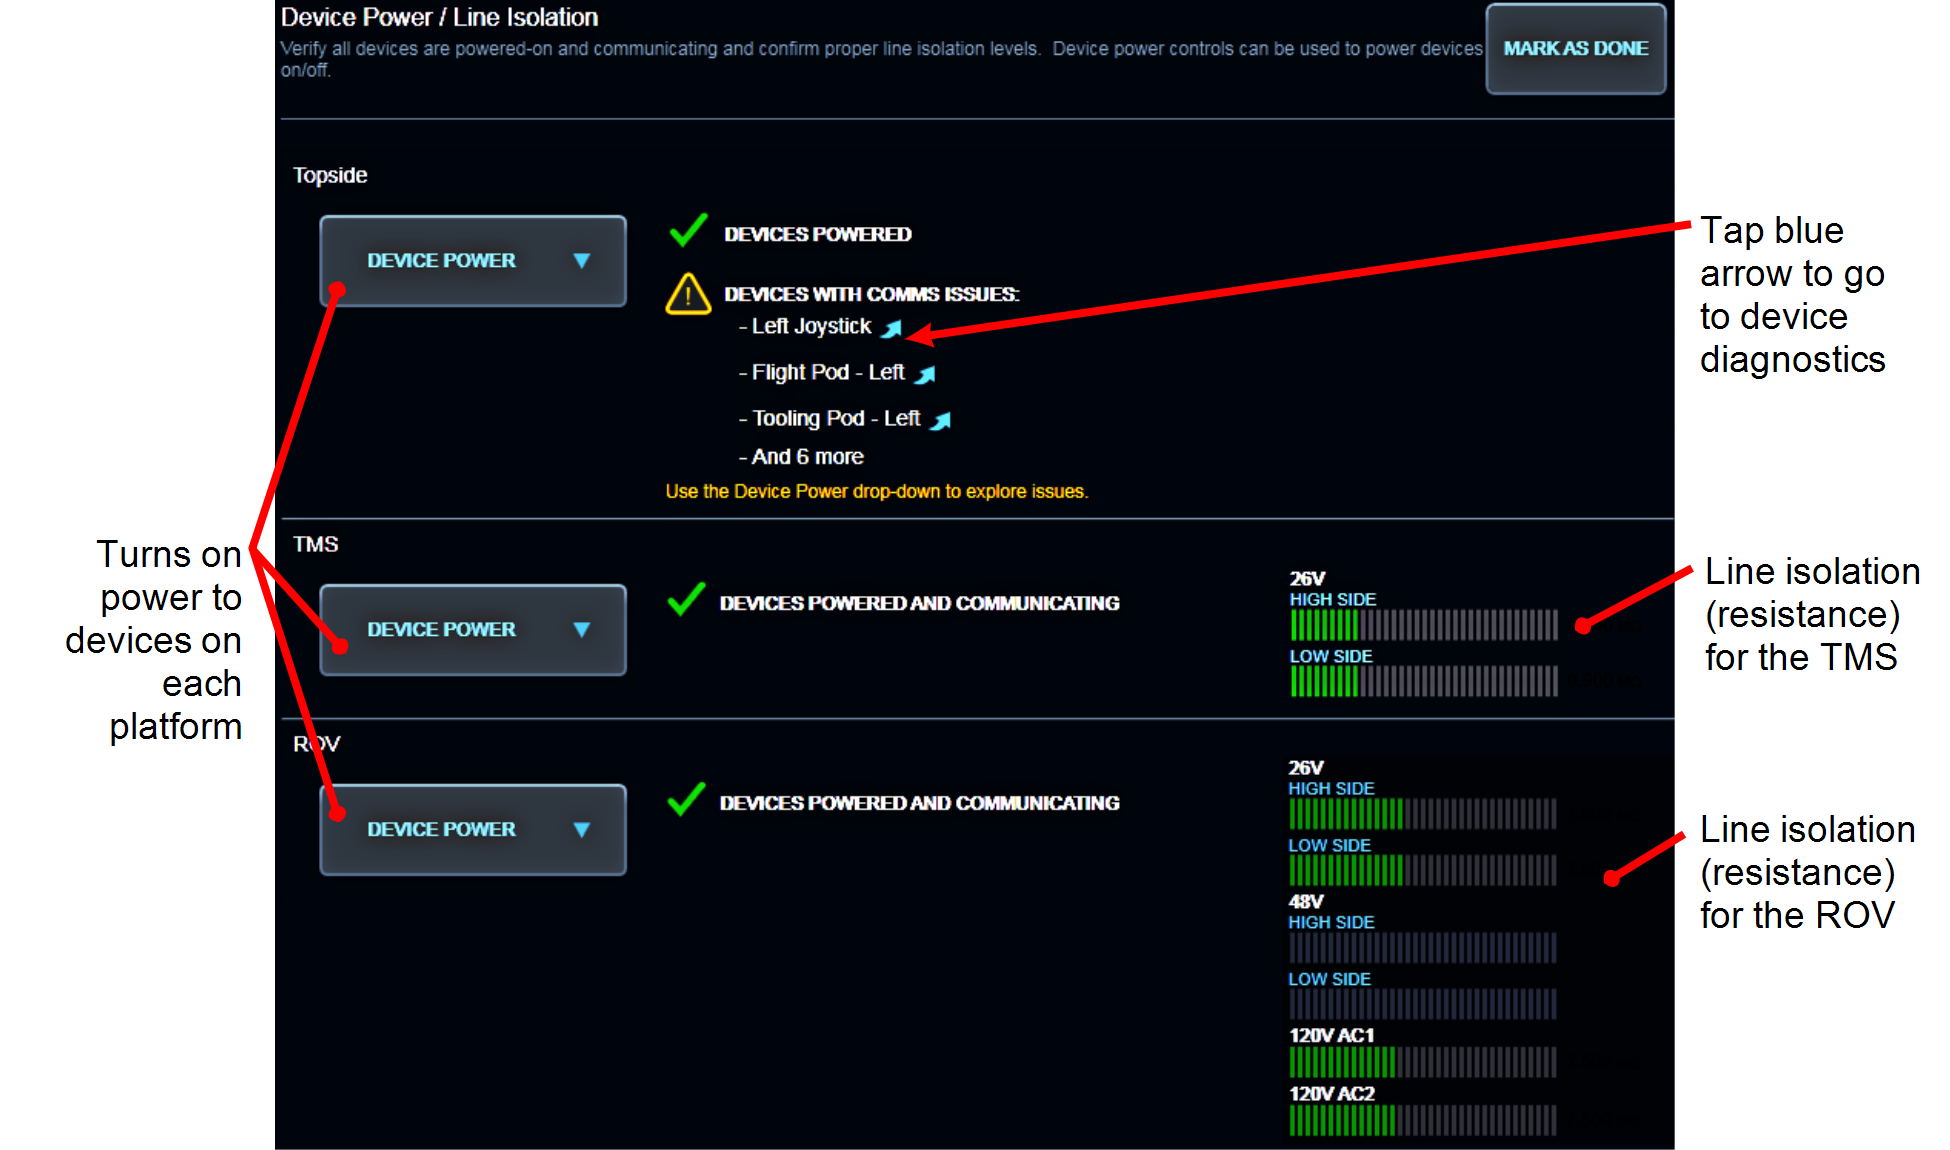 Device Power / Line Isolation
Verify all devices are powered-on and communicating and confirm proper line isolation levels. Device power controls can be used to power devices
on/off.
MARK AS DONE
Topside
DEVICE POWER
DEVICES POWERED
DEVICES WITH COMMS ISSUES:
- Left Joystick
- Flight Pod - Left
- Tooling Pod - Left
- And 6 more
Use the Device Power drop-down to explore issues.
Tap blue
arrow to go
to device
diagnostics
Turns on
power to
devices on
each
platform
TMS
DEVICE POWER
DEVICES POWERED AND COMMUNICATING
26V
HIGH SIDE
LOW SIDE
Line isolation
(resistance)
for the TMS
ROV
DEVICE POWER
DEVICES POWERED AND COMMUNICATING
26V
HIGH SIDE
LOW SIDE
48V
HIGH SIDE
LOW SIDE
120V AC1
120V AC2
Line isolation
(resistance)
for the ROV